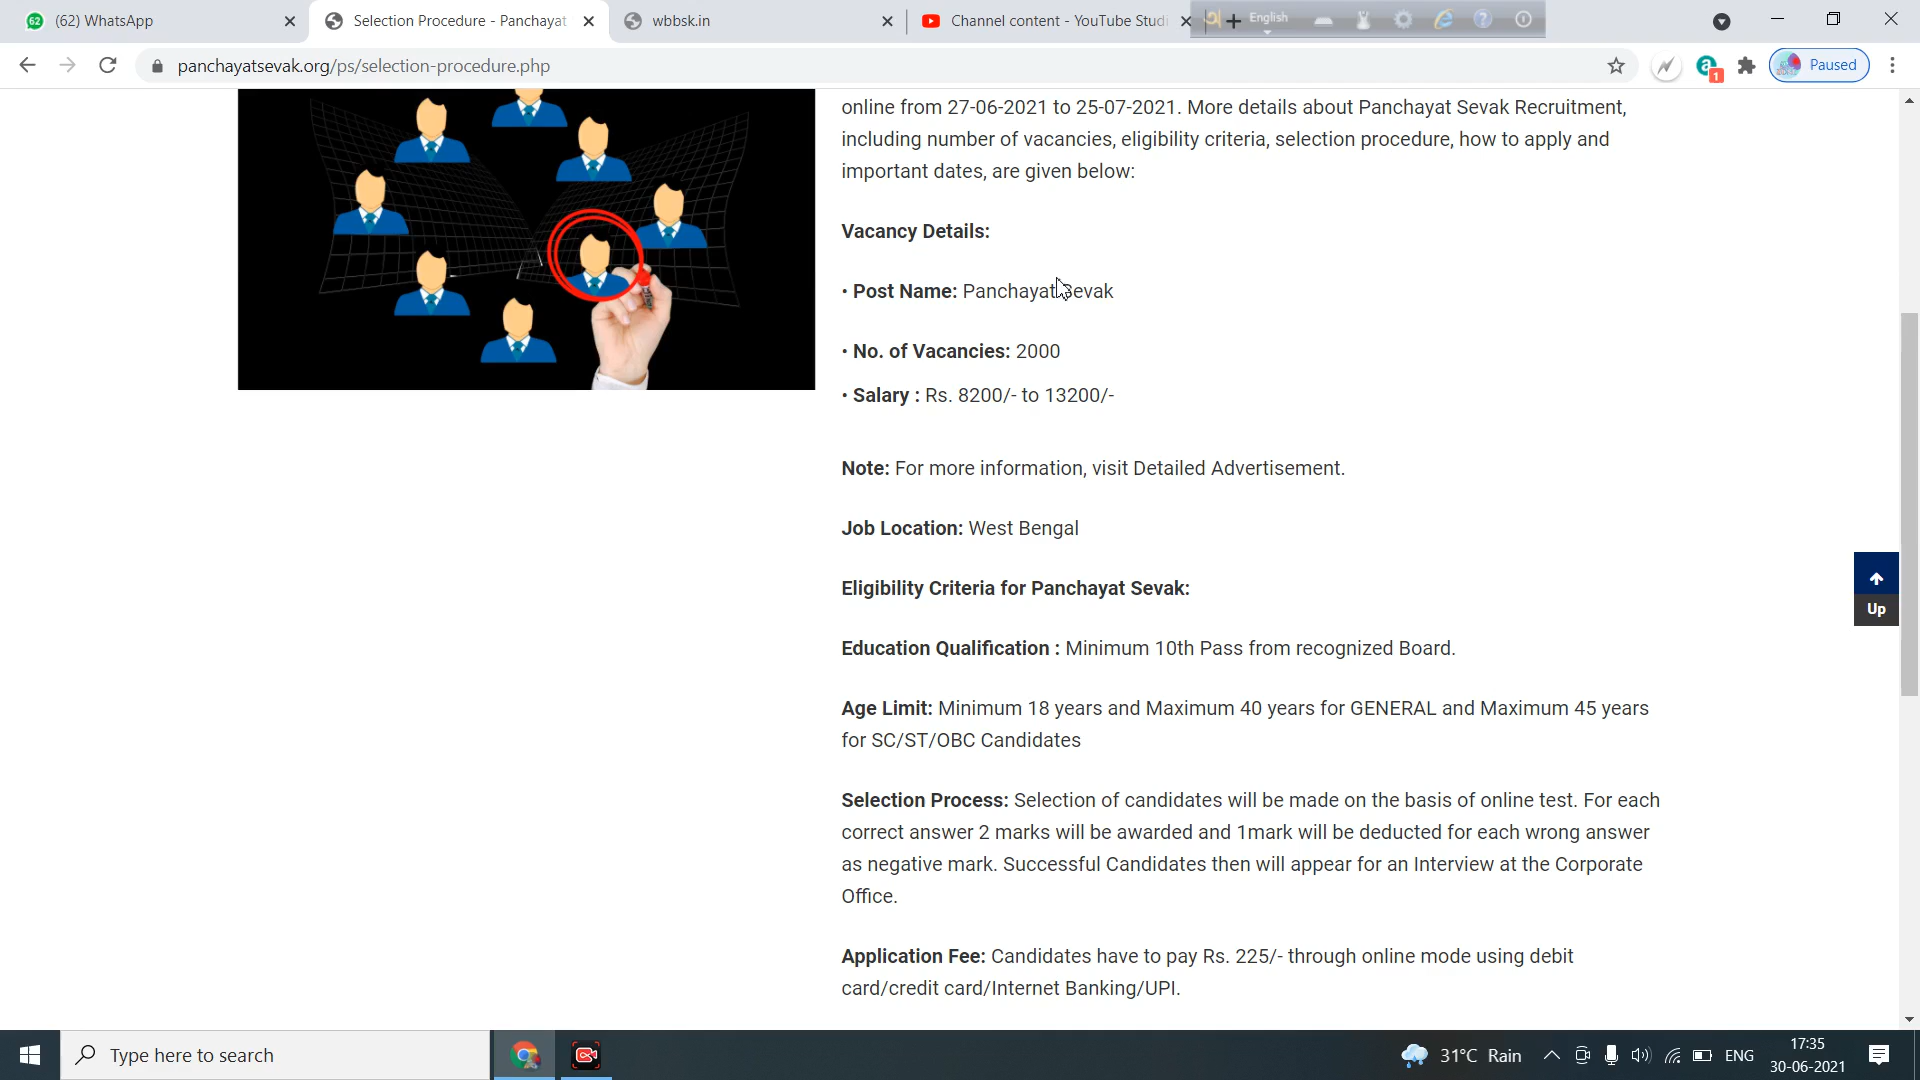 62
(62) WhatsApp
Selection Procedure - Panchayat
wbbsk.in
Channel content - YouTube Studi
English
panchayatsevak.org/ps/selection-procedure.php
1
Paused
online from 27-06-2021 to 25-07-2021. More details about Panchayat Sevak Recruitment,
including number of vacancies, eligibility criteria, selection procedure, how to apply and
important dates, are given below:
Vacancy Details:
• Post Name: Panchayat Sevak
• No. of Vacancies: 2000
• Salary : Rs. 8200/- to 13200/-
Note: For more information, visit Detailed Advertisement.
Job Location: West Bengal
Eligibility Criteria for Panchayat Sevak:
Education Qualification : Minimum 10th Pass from recognized Board.
Age Limit: Minimum 18 years and Maximum 40 years for GENERAL and Maximum 45 years
for SC/ST/OBC Candidates
Selection Process: Selection of candidates will be made on the basis of online test. For each
correct answer 2 marks will be awarded and 1mark will be deducted for each wrong answer
as negative mark. Successful Candidates then will appear for an Interview at the Corporate
Office.
Application Fee: Candidates have to pay Rs. 225/- through online mode using debit
card/credit card/Internet Banking/UPI.
Up
Type here to search
31°C Rain
ENG
17:35
30-06-2021